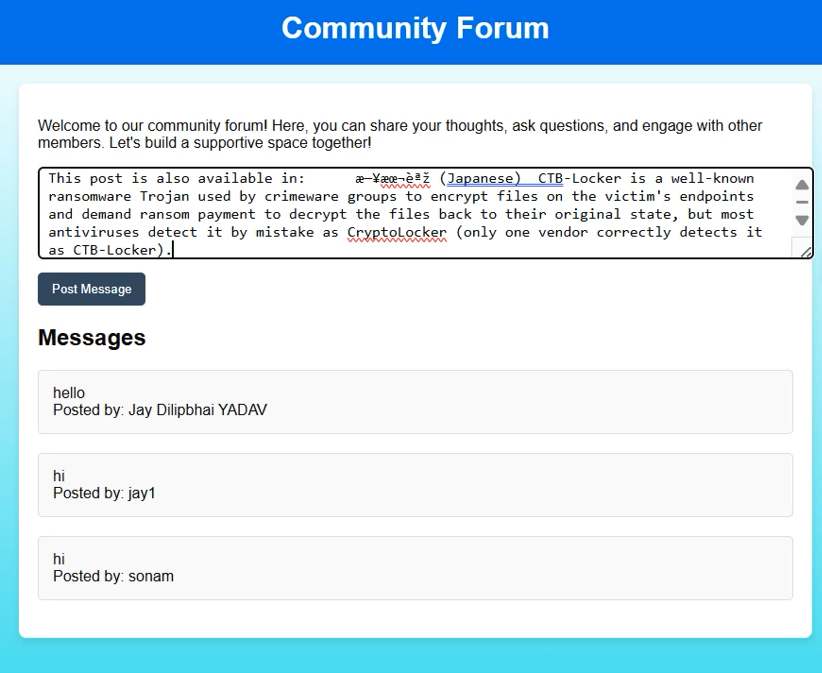 Community Forum
Welcome to our community forum! Here, you can share your thoughts, ask questions, and engage with other
members. Let's build a supportive space together!
This post is also available in: æ—¥æœ¬èªž (Japanese) CTB-Locker is a well-known
ransomware Trojan used by crimeware groups to encrypt files on the victim's endpoints
and demand ransom payment to decrypt the files back to their original state, but most
antiviruses detect it by mistake as CryptoLocker (only one vendor correctly detects it
as CTB-Locker).
Post Message
Messages
hello
Posted by: Jay Dilipbhai YADAV
hi
Posted by: jay1
hi
Posted by: sonam